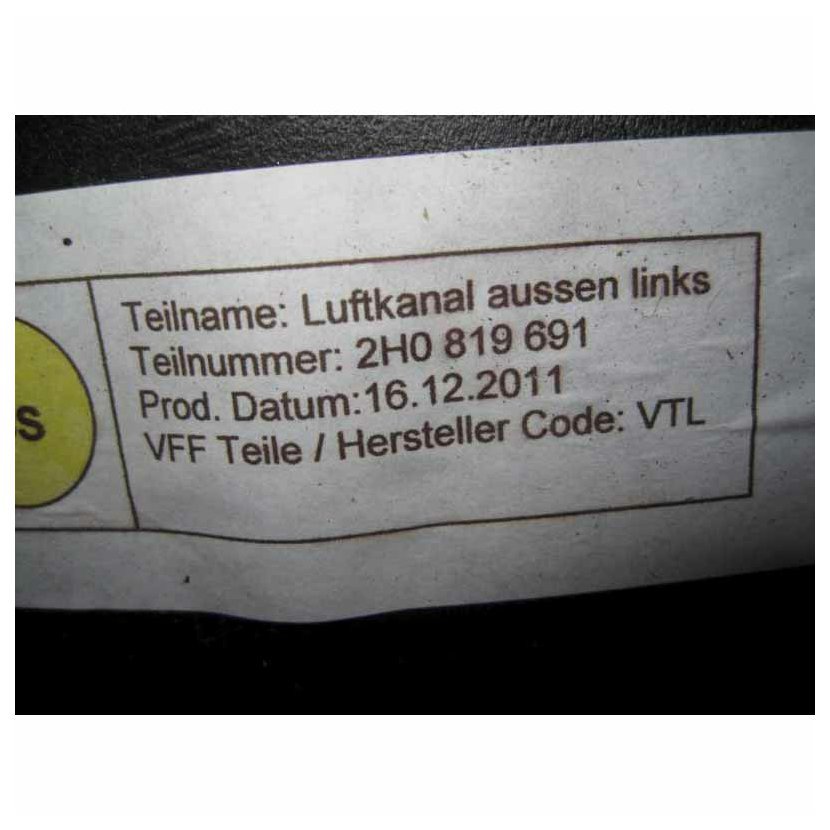 Teilname: Luftkanal aussen links
Teilnummer: 2H0 819 691
Prod. Datum:16.12.2011
VFF Teile / Hersteller Code: VTL
s